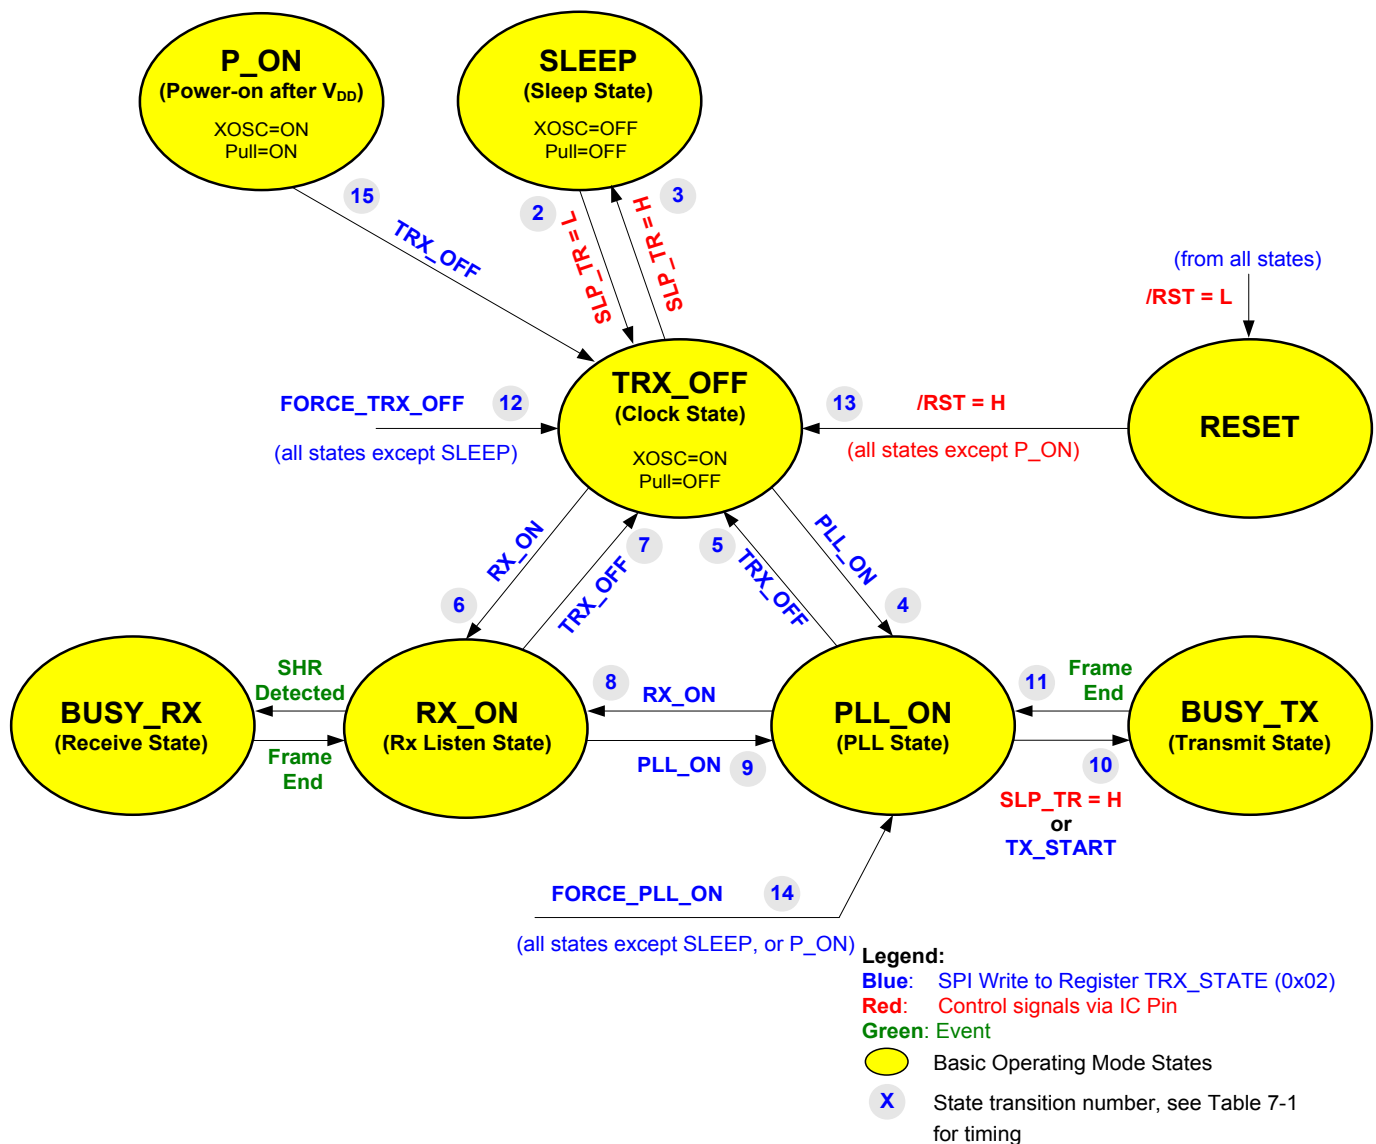 P_ON
(Power-on after VDD)
XOSC=ON
Pull=ON
SLEEP
(Sleep State)
XOSC=OFF
Pull=OFF
15
TRX_OFF
2
SLP_TR = L
3
SLP_TR = H
(from all states)
/RST = L
TRX_OFF
(Clock State)
XOSC=ON
Pull=OFF
FORCE_TRX_OFF
12
(all states except SLEEP)
13
/RST = H
(all states except P_ON)
RESET
6
RX_ON
7
TRX_OFF
5
TRX_OFF
4
PLL_ON
BUSY_RX
(Receive State)
SHR
Detected
Frame
End
RX_ON
(Rx Listen State)
8
RX_ON
PLL_ON
9
PLL_ON
(PLL State)
11
Frame
End
10
SLP_TR = H
or
TX_START
BUSY_TX
(Transmit State)
FORCE_PLL_ON
14
(all states except SLEEP, or P_ON)
Legend:
Blue: SPI Write to Register TRX_STATE (0x02)
Red: Control signals via IC Pin
Green: Event
Basic Operating Mode States
X State transition number, see Table 7-1
for timing